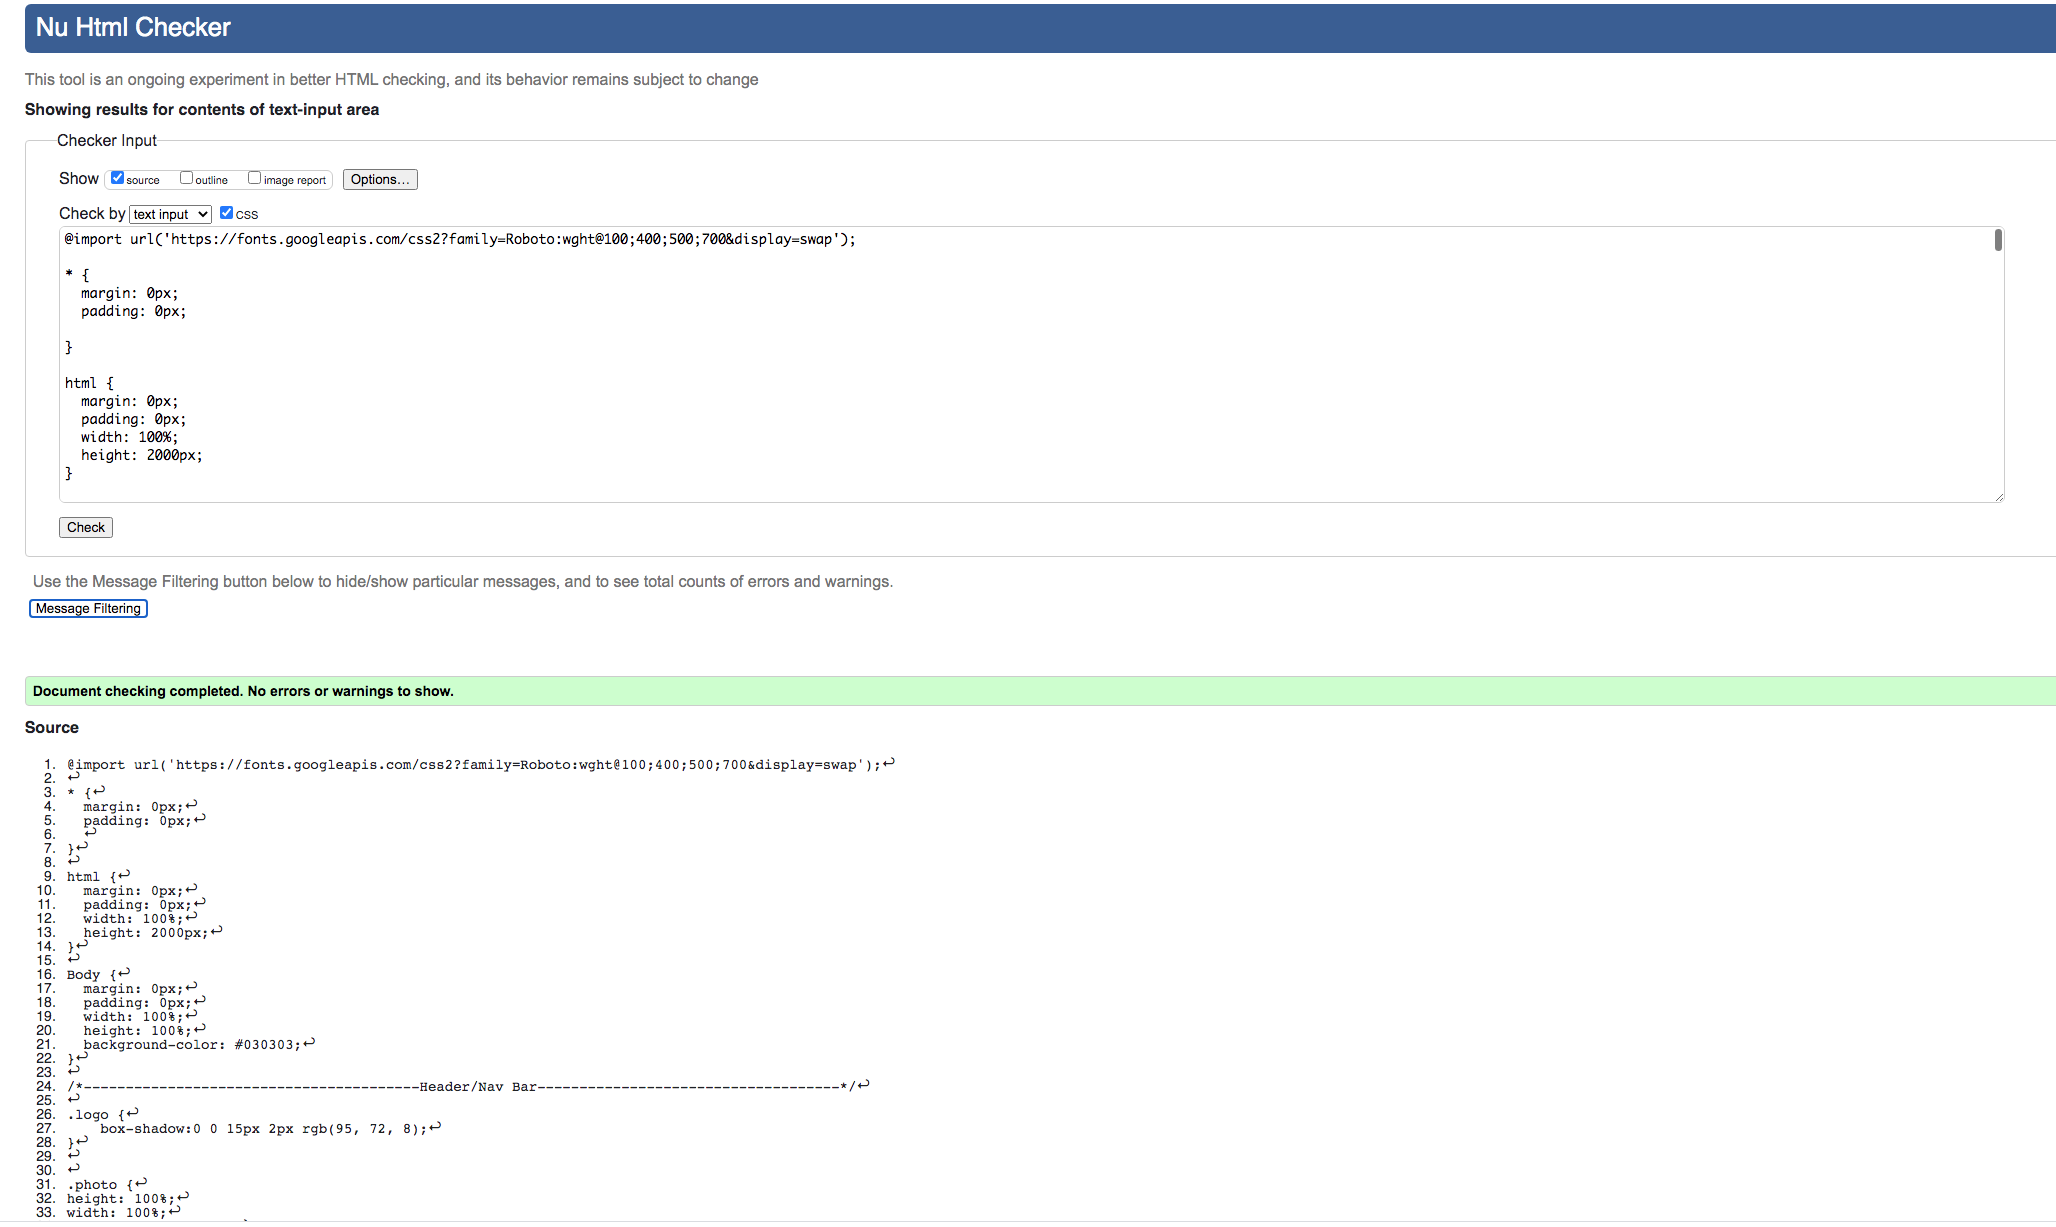 Nu Html Checker
This tool is an ongoing experiment in better HTML checking, and its behavior remains subject to change
Showing results for contents of text-input area
Checker Input
Show source outline image report Options...
Check by text input css
@import url('https://fonts.googleapis.com/css2?family=Roboto:wght@100;400;500;700&display=swap');
* {
margin: 0px;
padding: 0px;
}
html {
margin: 0px;
padding: 0px;
width: 100%;
height: 2000px;
}
Check
Use the Message Filtering button below to hide/show particular messages, and to see total counts of errors and warnings.
Message Filtering
Document checking completed. No errors or warnings to show.
Source
1. @import url('https://fonts.googleapis.com/css2?family=Roboto:wght@100;400;500;700&display=swap');↩
2. ↩
3. * {↩
4. margin: 0px;↩
5. padding: 0px;↩
6. ↩
7. }↩
8. ↩
9. html {↩
10. margin: 0px;↩
11. padding: 0px;↩
12. width: 100%;↩
13. height: 2000px;↩
14. }↩
15. ↩
16. Body {↩
17. margin: 0px;↩
18. padding: 0px;↩
19. width: 100%;↩
20. height: 100%;↩
21. background-color: #030303;↩
22. }↩
23. ↩
24. /*----------------------------------------Header/Nav Bar------------------------------------*/↩
25. ↩
26. .logo {↩
27. box-shadow:0 0 15px 2px rgb(95, 72, 8);↩
28. }↩
29. ↩
30. ↩
31. .photo {↩
32. height: 100%;↩
33. width: 100%;↩